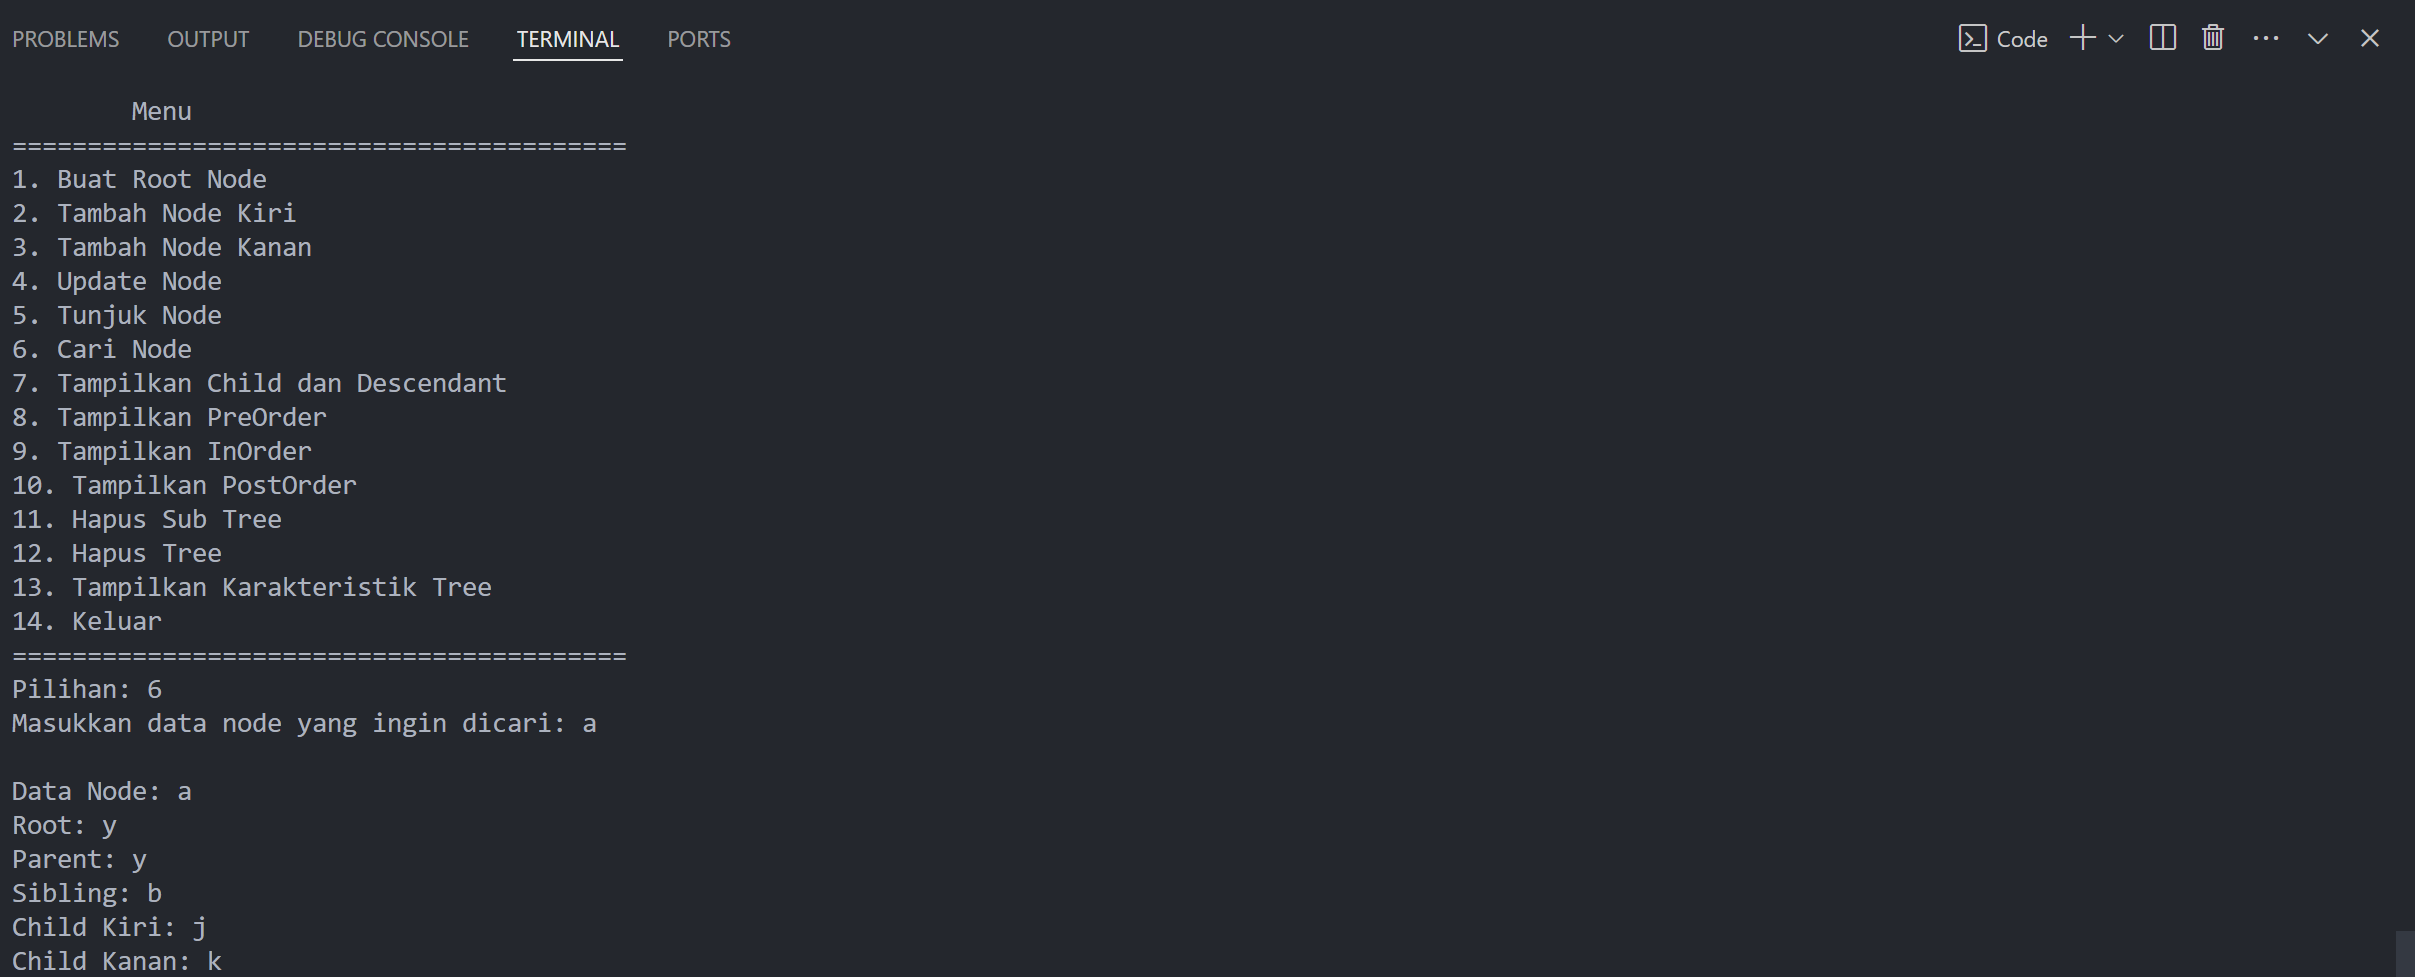 PROBLEMS OUTPUT DEBUG CONSOLE TERMINAL PORTS Code
Menu
=========================================
1. Buat Root Node
2. Tambah Node Kiri
3. Tambah Node Kanan
4. Update Node
5. Tunjuk Node
6. Cari Node
7. Tampilkan Child dan Descendant
8. Tampilkan PreOrder
9. Tampilkan InOrder
10. Tampilkan PostOrder
11. Hapus Sub Tree
12. Hapus Tree
13. Tampilkan Karakteristik Tree
14. Keluar
=========================================
Pilihan: 6
Masukkan data node yang ingin dicari: a
Data Node: a
Root: y
Parent: y
Sibling: b
Child Kiri: j
Child Kanan: k